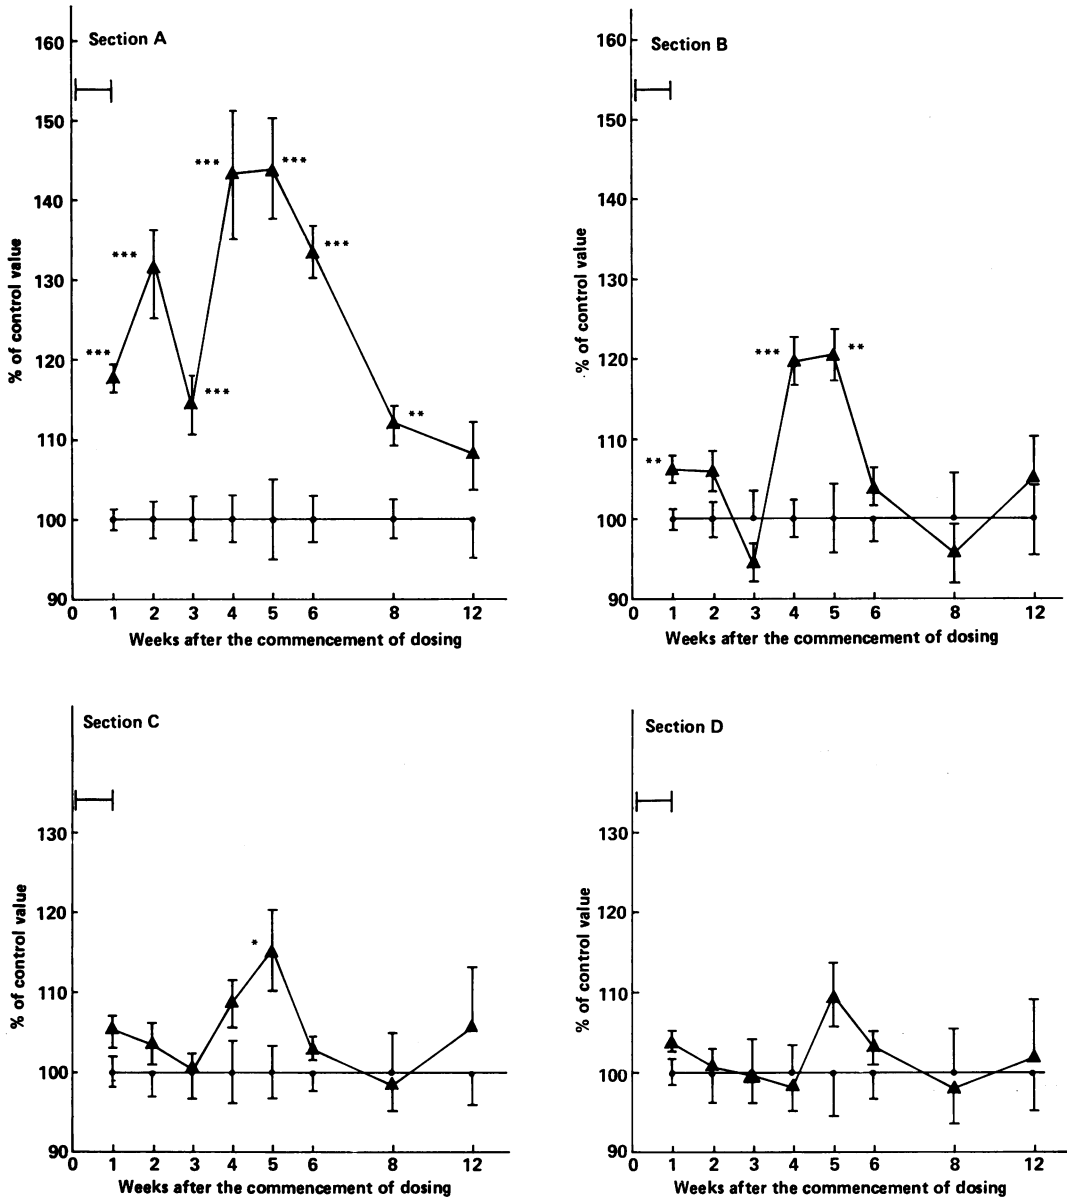 Section A
160
150
140
130
120
110
100
90
% of control value
***
***
***
***
***
***
**
0 1 2 3 4 5 6 8 12
Weeks after the commencement of dosing
Section B
160
150
140
130
120
110
100
90
% of control value
**
***
**
0 1 2 3 4 5 6 8 12
Weeks after the commencement of dosing
Section C
130
120
110
100
90
% of control value
*
0 1 2 3 4 5 6 8 12
Weeks after the commencement of dosing
Section D
130
120
110
100
90
% of control value
0 1 2 3 4 5 6 8 12
Weeks after the commencement of dosing